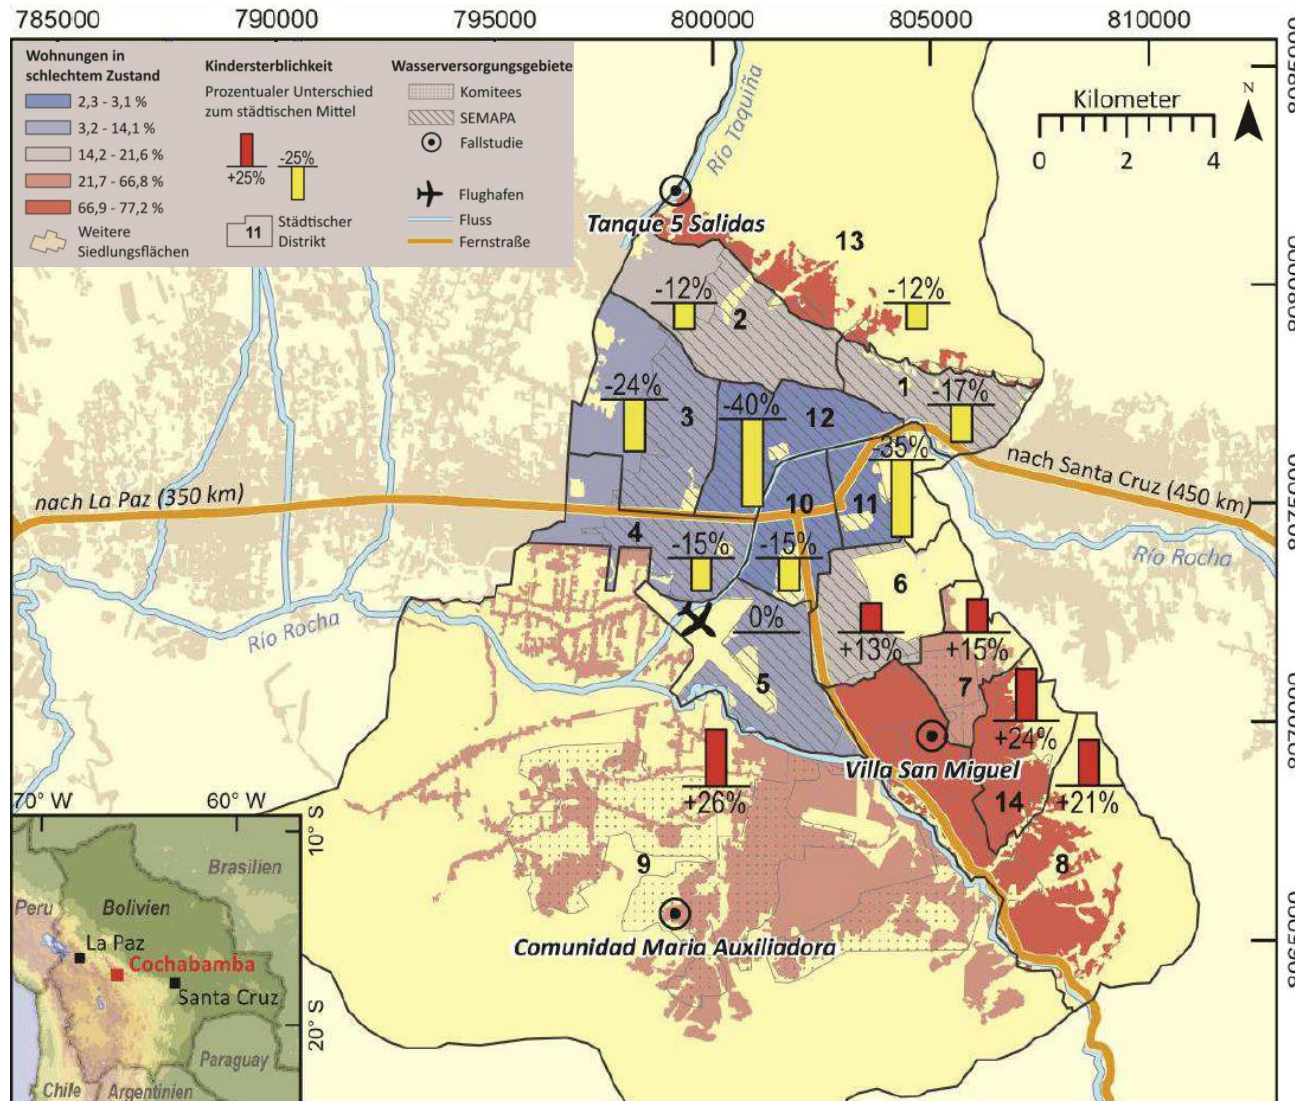 785000
790000
795000
800000
805000
810000
8085000
8080000
8075000
8070000
8065000
Wohnungen in
schlechtem Zustand
2,3 - 3,1 %
3,2 - 14,1 %
14,2 - 21,6 %
21,7 - 66,8 %
66,9 - 77,2 %
Weitere
Siedlungsflächen
Kindersterblichkeit
Prozentualer Unterschied
zum städtischen Mittel
-25%
+25%
11
Städtischer
Distrikt
Wasserversorgungsgebiete
Komitees
SEMAPA
Fallstudie
Flughafen
Fluss
Fernstraße
Kilometer
0
2
4
N
Río Taquiña
Tanque 5 Salidas
13
-12%
-12%
2
1
-17%
-24%
3
-40%
12
-35%
nach La Paz (350 km)
nach Santa Cruz (450 km)
10
11
4
-15%
-15%
6
Río Rocha
Río Rocha
0%
+13%
+15%
5
7
+24%
Villa San Miguel
+26%
14
+21%
9
8
Comunidad Maria Auxiliadora
70° W
60° W
10° S
20° S
Brasilien
Peru
Bolivien
La Paz
Cochabamba
Santa Cruz
Paraguay
Chile
Argentinien